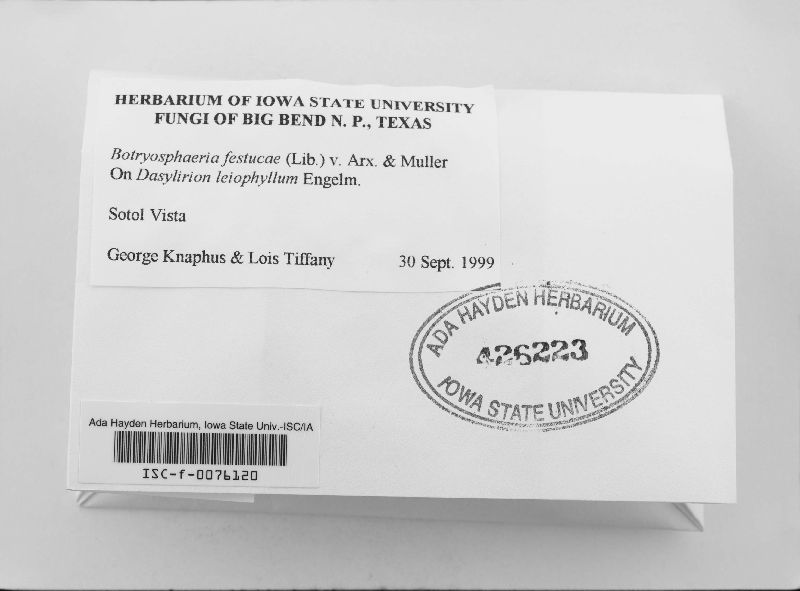 HERBARIUM OF IOWA STATE UNIVERSITY
FUNGI OF BIG BEND N. P., TEXAS
Botryosphaeria festucae (Lib.) v. Arx. & Muller
On Dasylirion leiophyllum Engelm.
Sotol Vista
George Knaphus & Lois Tiffany 30 Sept. 1999
ADA HAYDEN HERBARIUM
426223
IOWA STATE UNIVERSITY
Ada Hayden Herbarium, Iowa State Univ.-ISC/IA
ISC-f-0076120